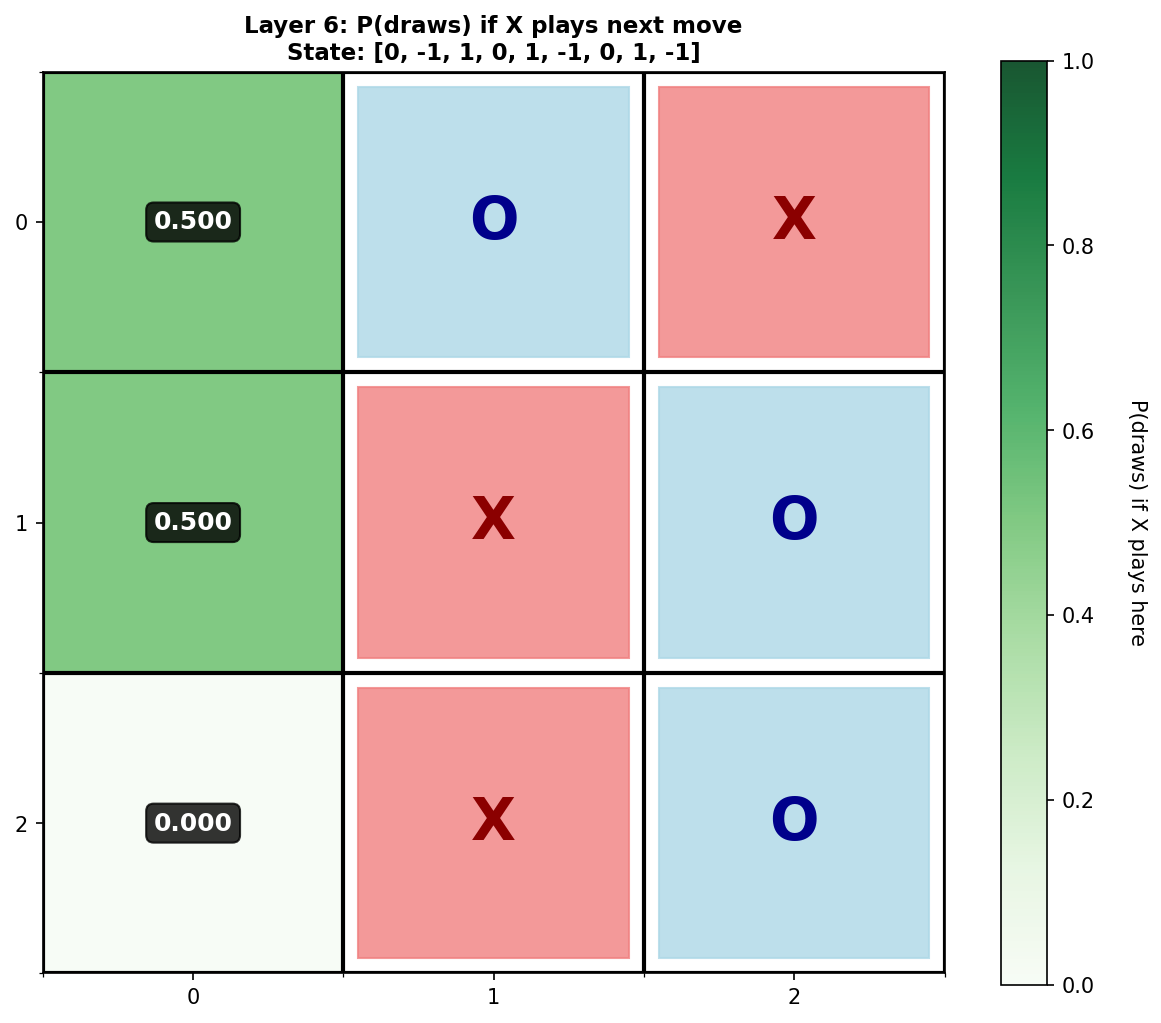 Layer 6: P(draws) if X plays next move
State: [0, -1, 1, 0, 1, -1, 0, 1, -1]
0 0.500 O X
1 0.500 X O
2 0.000 X O
0 1 2
1.0
0.8
0.6
0.4
0.2
0.0
P(draws) if X plays here